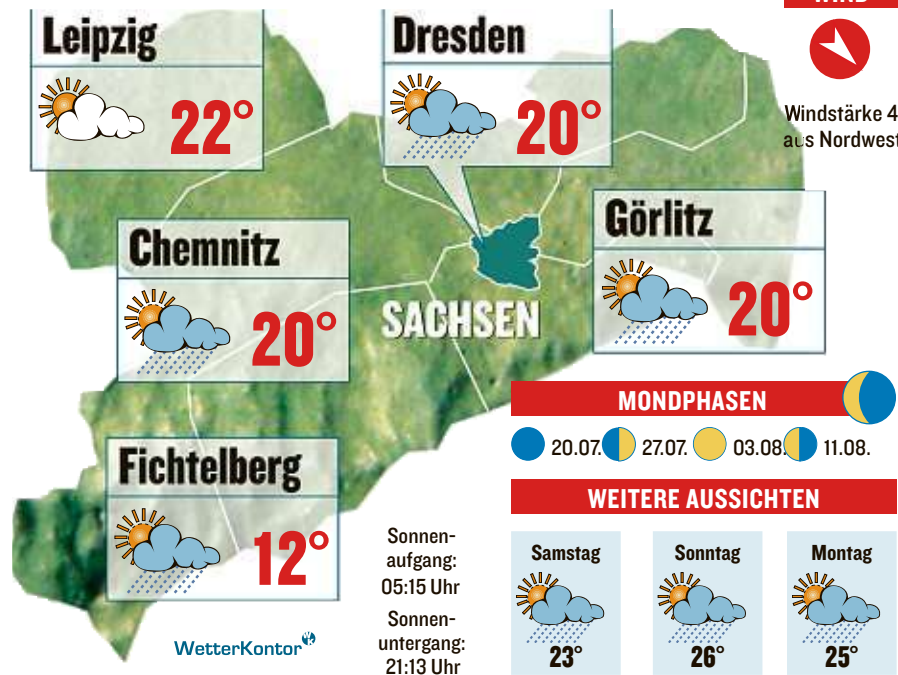 Leipzig
22°
Dresden
20°
WIND
Windstärke 4
aus Nordwest
Chemnitz
20°
Görlitz
20°
SACHSEN
Fichtelberg
12°
MONDPHASEN
20.07. 27.07. 03.08. 11.08.
WEITERE AUSSICHTEN
Samstag
23°
Sonntag
26°
Montag
25°
Sonnen-
aufgang:
05:15 Uhr
Sonnen-
untergang:
21:13 Uhr
WetterKontor